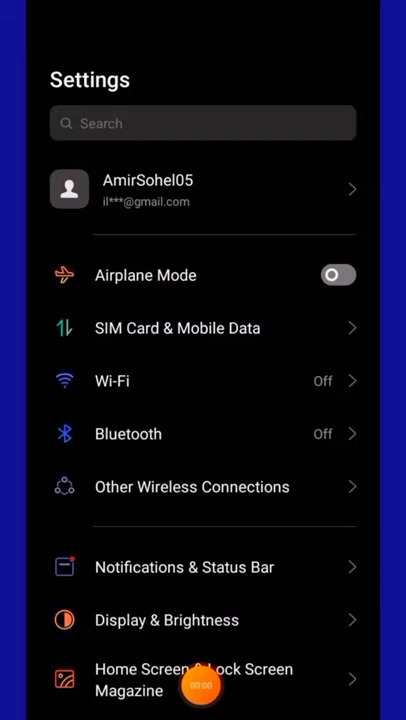 Settings
Search
AmirSohel05
il***@gmail.com
Airplane Mode
SIM Card & Mobile Data
Wi-Fi Off
Bluetooth Off
Other Wireless Connections
Notifications & Status Bar
Display & Brightness
Home Screen & Lock Screen
Magazine
00:00